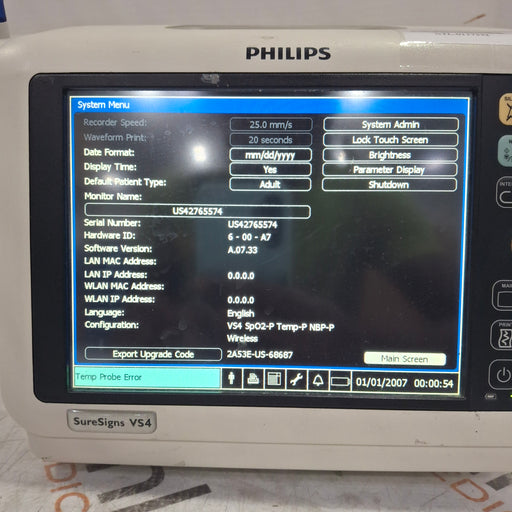 PHILIPS
System Menu
Recorder Speed: 25.0 mm/s System Admin
Waveform Print: 20 seconds Lock Touch Screen
Date Format: mm/dd/yyyy Brightness
Display Time: Yes Parameter Display
Default Patient Type: Adult Shutdown
Monitor Name:
US42765574
Serial Number: US42765574
Hardware ID: 6 - 00 - A7
Software Version: A.07.33
LAN MAC Address:
LAN IP Address: 0.0.0.0
WLAN MAC Address:
WLAN IP Address: 0.0.0.0
Language: English
Configuration: VS4 SpO2-P Temp-P NBP-P
Wireless
Export Upgrade Code 2A53E-US-68687 Main Screen
Temp Probe Error 01/01/2007 00:00:54
SureSigns VS4